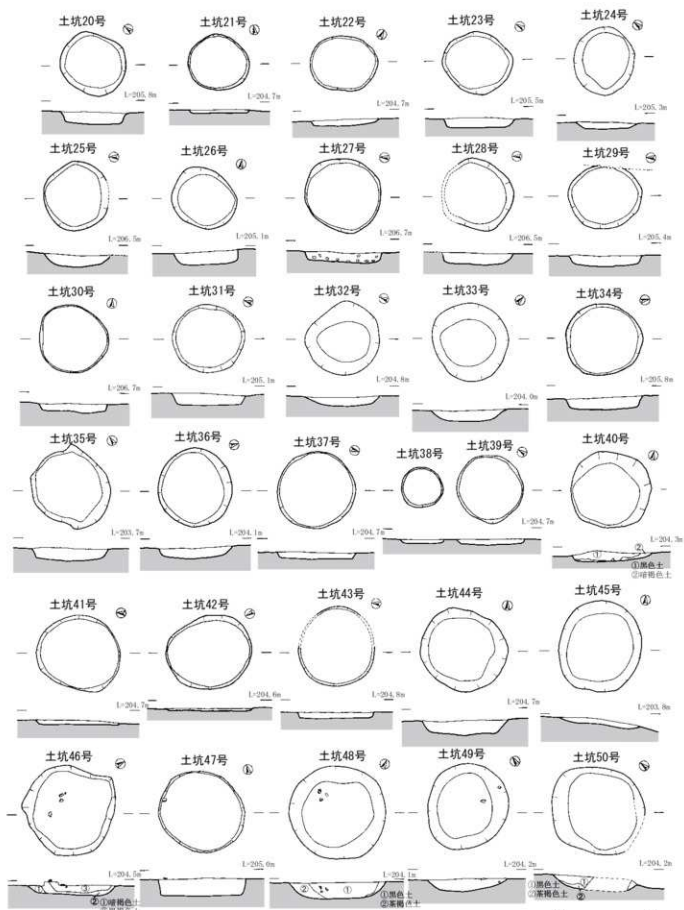 土坑20号 土坑21号 土坑22号 土坑23号 土坑24号
L=205.8m L=204.7m L=204.7m L=205.5m L=205.3m
土坑25号 土坑26号 土坑27号 土坑28号 土坑29号
L=206.5m L=205.1m L=206.7m L=206.5m L=205.4m
土坑30号 土坑31号 土坑32号 土坑33号 土坑34号
L=206.7m L=205.1m L=204.8m L=204.0m L=205.8m
土坑35号 土坑36号 土坑37号 土坑38号 土坑39号 土坑40号
L=203.7m L=204.1m L=204.7m L=204.7m L=204.3m
① ②
①黒色土
②暗褐色土
土坑41号 土坑42号 土坑43号 土坑44号 土坑45号
L=204.7m L=204.6m L=204.8m L=204.7m L=203.8m
土坑46号 土坑47号 土坑48号 土坑49号 土坑50号
L=204.5m L=205.0m L=204.1m L=204.2m L=204.2m
①暗褐色土
② ①
①黒色土
②茶褐色土
①黒色土
②茶褐色土
① ②